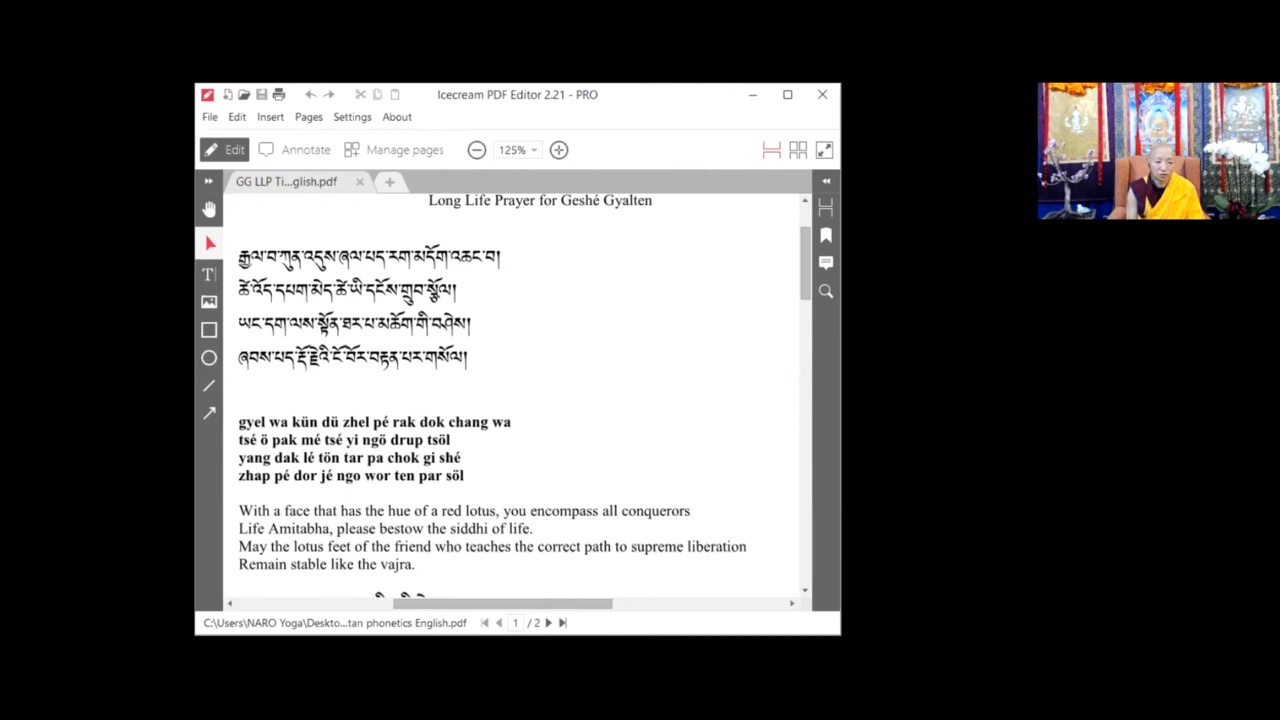 Icecream PDF Editor 2.21 - PRO
File Edit Insert Pages Settings About
Edit Annotate Manage pages 125%
GG LLP Ti...glish.pdf
Long Life Prayer for Geshé Gyalten
རྒྱལ་བ་ཀུན་འདུས་ཞལ་པད་རག་མདོག་འཆང་བ།
ཚེ་འོད་དཔག་མེད་ཚེ་ཡི་དངོས་གྲུབ་སྩོལ།
ཡང་དག་ལས་སྟོན་ཐར་པ་མཆོག་གི་བཤེས།
ཞབས་པད་རྡོ་རྗེའི་ངོ་བོར་བརྟན་པར་གསོལ།
gyel wa kün dü zhel pé rak dok chang wa
tsé ö pak mé tsé yi ngö drup tsöl
yang dak lé tön tar pa chok gi shé
zhap pé dor jé ngo wor ten par söl
With a face that has the hue of a red lotus, you encompass all conquerors
Life Amitabha, please bestow the siddhi of life.
May the lotus feet of the friend who teaches the correct path to supreme liberation
Remain stable like the vajra.
C:\Users\NARO Yoga\Deskto...tan phonetics English.pdf 1 / 2